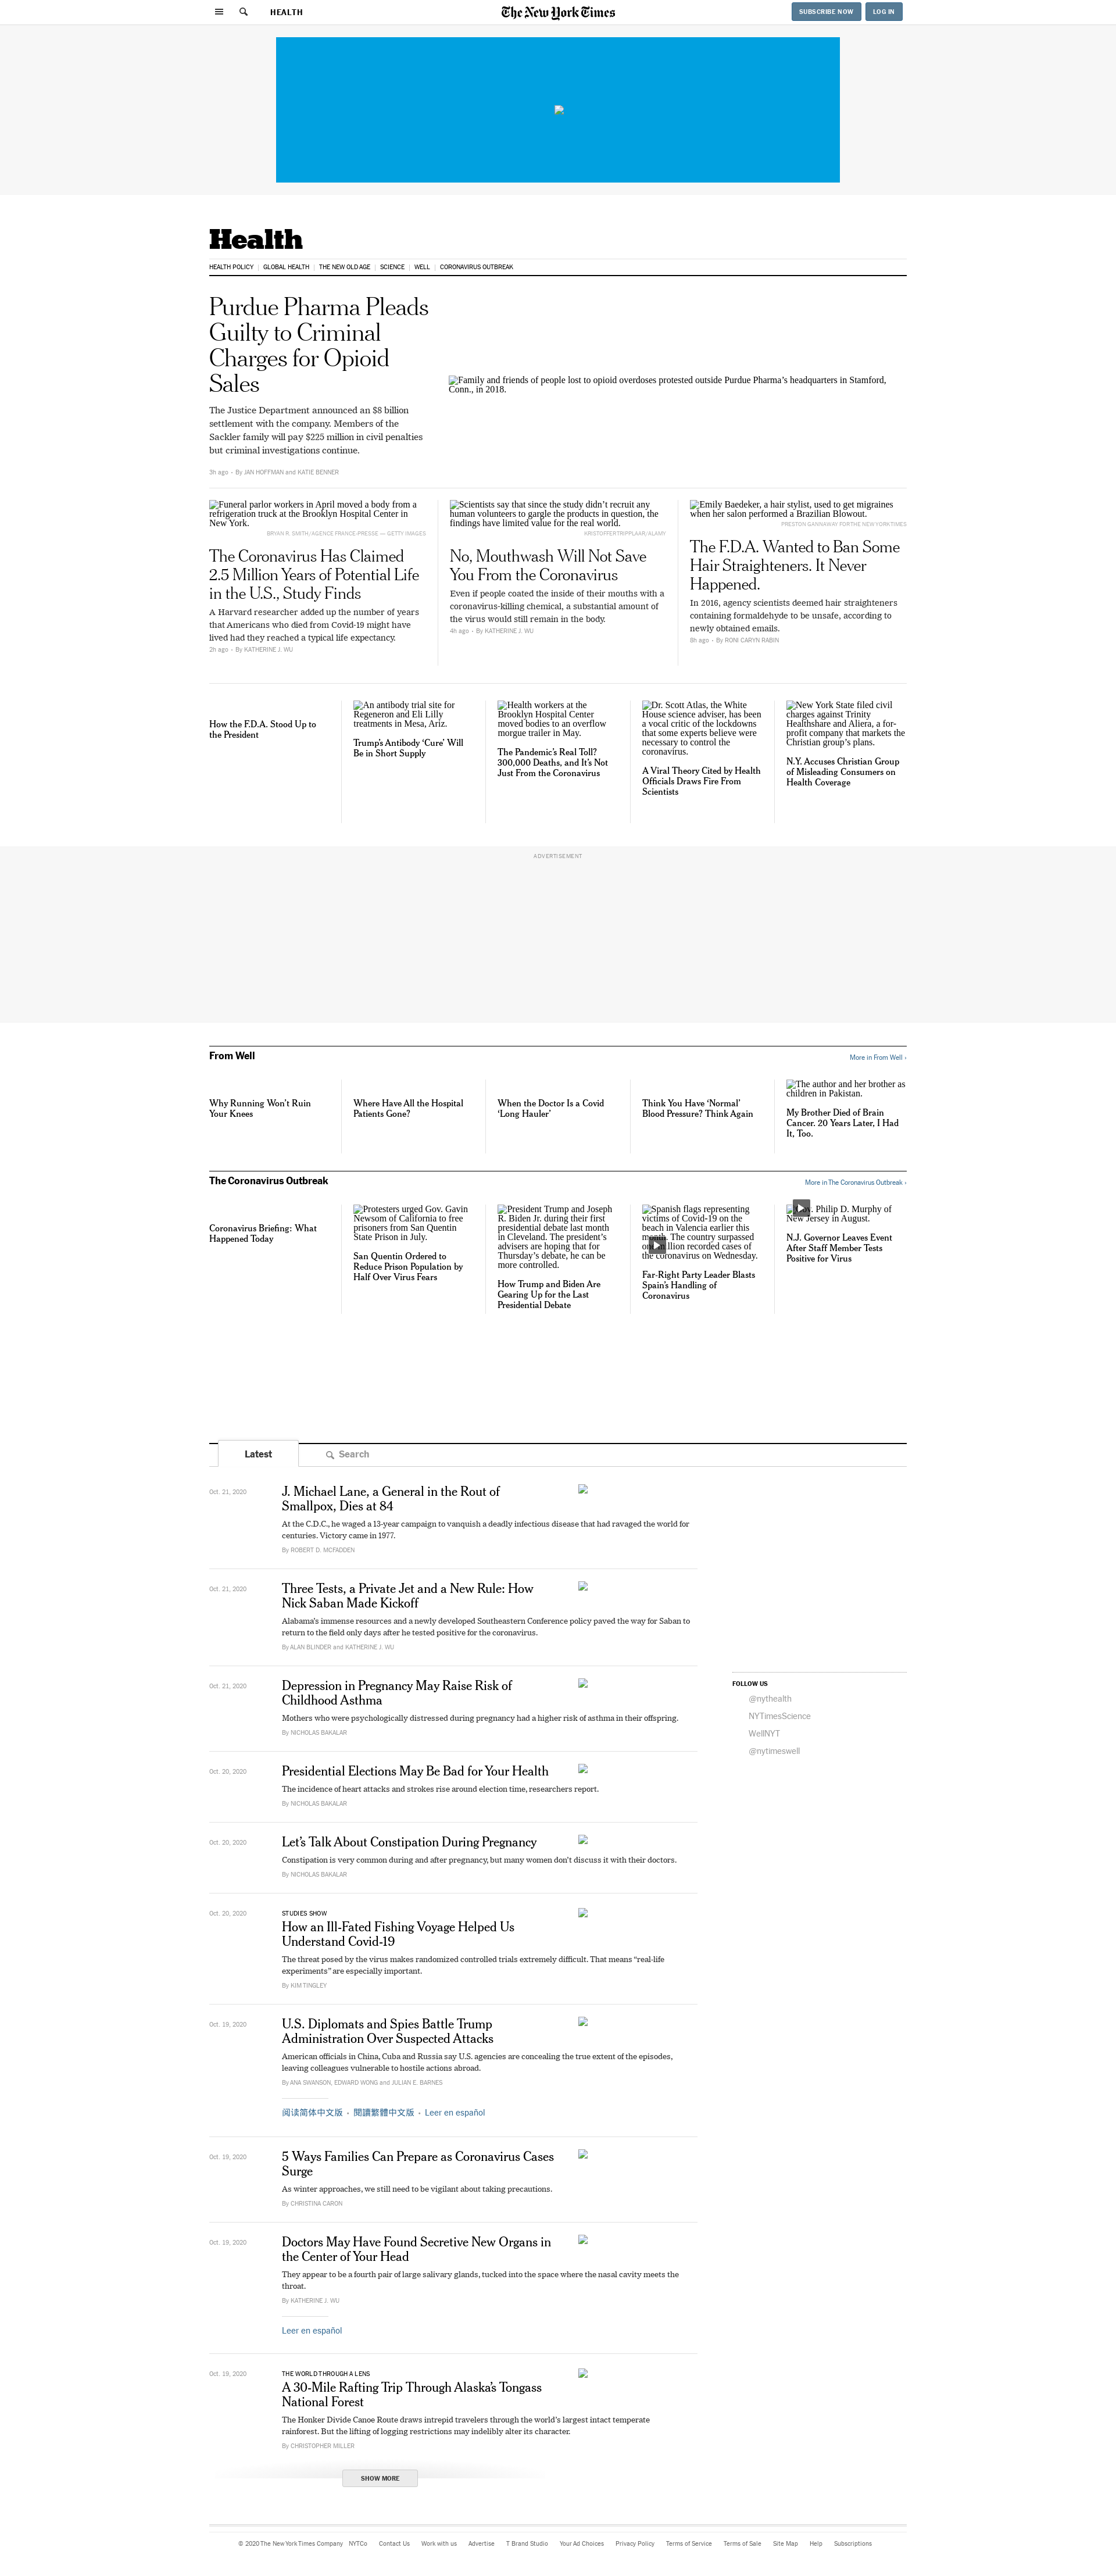 HEALTH
The New York Times
SUBSCRIBE NOW
LOG IN
Health
HEALTH POLICY
GLOBAL HEALTH
THE NEW OLD AGE
SCIENCE
WELL
CORONAVIRUS OUTBREAK
Purdue Pharma Pleads
Guilty to Criminal
Charges for Opioid
Sales
The Justice Department announced an $8 billion
settlement with the company. Members of the
Sackler family will pay $225 million in civil penalties
but criminal investigations continue.
3h ago • By JAN HOFFMAN and KATIE BENNER
Family and friends of people lost to opioid overdoses protested outside Purdue Pharma’s headquarters in Stamford,
Conn., in 2018.
Funeral parlor workers in April moved a body from a
refrigeration truck at the Brooklyn Hospital Center in
New York.
BRYAN R. SMITH/AGENCE FRANCE-PRESSE — GETTY IMAGES
The Coronavirus Has Claimed
2.5 Million Years of Potential Life
in the U.S., Study Finds
A Harvard researcher added up the number of years
that Americans who died from Covid-19 might have
lived had they reached a typical life expectancy.
2h ago • By KATHERINE J. WU
Scientists say that since the study didn’t recruit any
human volunteers to gargle the products in question, the
findings have limited value for the real world.
KRISTOFFER TRIPPLAAR/ALAMY
No, Mouthwash Will Not Save
You From the Coronavirus
Even if people coated the inside of their mouths with a
coronavirus-killing chemical, a substantial amount of
the virus would still remain in the body.
4h ago • By KATHERINE J. WU
Emily Baedeker, a hair stylist, used to get migraines
when her salon performed a Brazilian Blowout.
PRESTON GANNAWAY FOR THE NEW YORK TIMES
The F.D.A. Wanted to Ban Some
Hair Straighteners. It Never
Happened.
In 2016, agency scientists deemed hair straighteners
containing formaldehyde to be unsafe, according to
newly obtained emails.
8h ago • By RONI CARYN RABIN
How the F.D.A. Stood Up to
the President
An antibody trial site for
Regeneron and Eli Lilly
treatments in Mesa, Ariz.
Trump’s Antibody ‘Cure’ Will
Be in Short Supply
Health workers at the
Brooklyn Hospital Center
moved bodies to an overflow
morgue trailer in May.
The Pandemic’s Real Toll?
300,000 Deaths, and It’s Not
Just From the Coronavirus
Dr. Scott Atlas, the White
House science adviser, has been
a vocal critic of the lockdowns
that some experts believe were
necessary to control the
coronavirus.
A Viral Theory Cited by Health
Officials Draws Fire From
Scientists
New York State filed civil
charges against Trinity
Healthshare and Aliera, a for-
profit company that markets the
Christian group’s plans.
N.Y. Accuses Christian Group
of Misleading Consumers on
Health Coverage
ADVERTISEMENT
From Well
More in From Well ›
Why Running Won’t Ruin
Your Knees
Where Have All the Hospital
Patients Gone?
When the Doctor Is a Covid
‘Long Hauler’
Think You Have ‘Normal’
Blood Pressure? Think Again
The author and her brother as
children in Pakistan.
My Brother Died of Brain
Cancer. 20 Years Later, I Had
It, Too.
The Coronavirus Outbreak
More in The Coronavirus Outbreak ›
Coronavirus Briefing: What
Happened Today
Protesters urged Gov. Gavin
Newsom of California to free
prisoners from San Quentin
State Prison in July.
San Quentin Ordered to
Reduce Prison Population by
Half Over Virus Fears
President Trump and Joseph
R. Biden Jr. during their first
presidential debate last month
in Cleveland. The president’s
advisers are hoping that for
Thursday’s debate, he can be
more controlled.
How Trump and Biden Are
Gearing Up for the Last
Presidential Debate
Spanish flags representing
victims of Covid-19 on the
beach in Valencia earlier this
The country surpassed
recorded cases of
the coronavirus on Wednesday.
Far-Right Party Leader Blasts
Spain’s Handling of
Coronavirus
Philip D. Murphy of
New Jersey in August.
N.J. Governor Leaves Event
After Staff Member Tests
Positive for Virus
Latest
Search
Oct. 21, 2020
J. Michael Lane, a General in the Rout of
Smallpox, Dies at 84
At the C.D.C., he waged a 13-year campaign to vanquish a deadly infectious disease that had ravaged the world for
centuries. Victory came in 1977.
By ROBERT D. MCFADDEN
Oct. 21, 2020
Three Tests, a Private Jet and a New Rule: How
Nick Saban Made Kickoff
Alabama’s immense resources and a newly developed Southeastern Conference policy paved the way for Saban to
return to the field only days after he tested positive for the coronavirus.
By ALAN BLINDER and KATHERINE J. WU
Oct. 21, 2020
Depression in Pregnancy May Raise Risk of
Childhood Asthma
Mothers who were psychologically distressed during pregnancy had a higher risk of asthma in their offspring.
By NICHOLAS BAKALAR
FOLLOW US
@nythealth
NYTimesScience
WellNYT
@nytimeswell
Oct. 20, 2020
Presidential Elections May Be Bad for Your Health
The incidence of heart attacks and strokes rise around election time, researchers report.
By NICHOLAS BAKALAR
Oct. 20, 2020
Let’s Talk About Constipation During Pregnancy
Constipation is very common during and after pregnancy, but many women don’t discuss it with their doctors.
By NICHOLAS BAKALAR
Oct. 20, 2020
STUDIES SHOW
How an Ill-Fated Fishing Voyage Helped Us
Understand Covid-19
The threat posed by the virus makes randomized controlled trials extremely difficult. That means “real-life
experiments” are especially important.
By KIM TINGLEY
Oct. 19, 2020
U.S. Diplomats and Spies Battle Trump
Administration Over Suspected Attacks
American officials in China, Cuba and Russia say U.S. agencies are concealing the true extent of the episodes,
leaving colleagues vulnerable to hostile actions abroad.
By ANA SWANSON, EDWARD WONG and JULIAN E. BARNES
阅读简体中文版 • 閱讀繁體中文版 • Leer en español
Oct. 19, 2020
5 Ways Families Can Prepare as Coronavirus Cases
Surge
As winter approaches, we still need to be vigilant about taking precautions.
By CHRISTINA CARON
Oct. 19, 2020
Doctors May Have Found Secretive New Organs in
the Center of Your Head
They appear to be a fourth pair of large salivary glands, tucked into the space where the nasal cavity meets the
throat.
By KATHERINE J. WU
Leer en español
Oct. 19, 2020
THE WORLD THROUGH A LENS
A 30-Mile Rafting Trip Through Alaska’s Tongass
National Forest
The Honker Divide Canoe Route draws intrepid travelers through the world’s largest intact temperate
rainforest. But the lifting of logging restrictions may indelibly alter its character.
By CHRISTOPHER MILLER
SHOW MORE
© 2020 The New York Times Company NYTCo Contact Us Work with us Advertise T Brand Studio Your Ad Choices Privacy Policy Terms of Service Terms of Sale Site Map Help Subscriptions